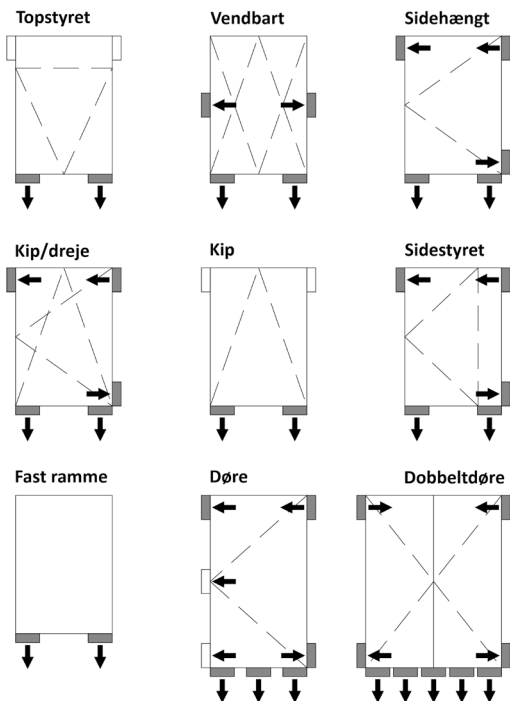 Topstyret
Vendbart
Sidehængt
Kip/dreje
Kip
Sidestyret
Fast ramme
Døre
Dobbeltdøre